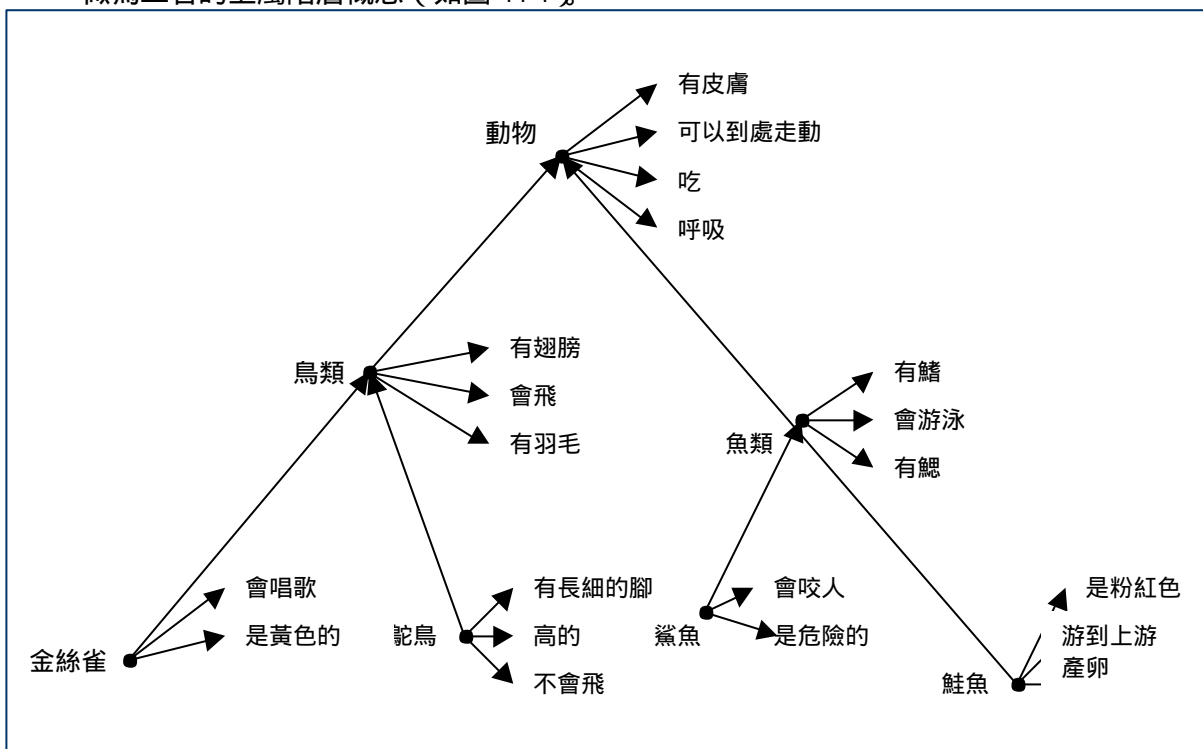 動物
有皮膚
可以到處走動
吃
呼吸
鳥類
有翅膀
會飛
有羽毛
魚類
有鰭
會游泳
有鰓
金絲雀
會唱歌
是黃色的
鴕鳥
有長細的腳
高的
不會飛
鯊魚
會咬人
是危險的
鮭魚
是粉紅色
游到上游
產卵